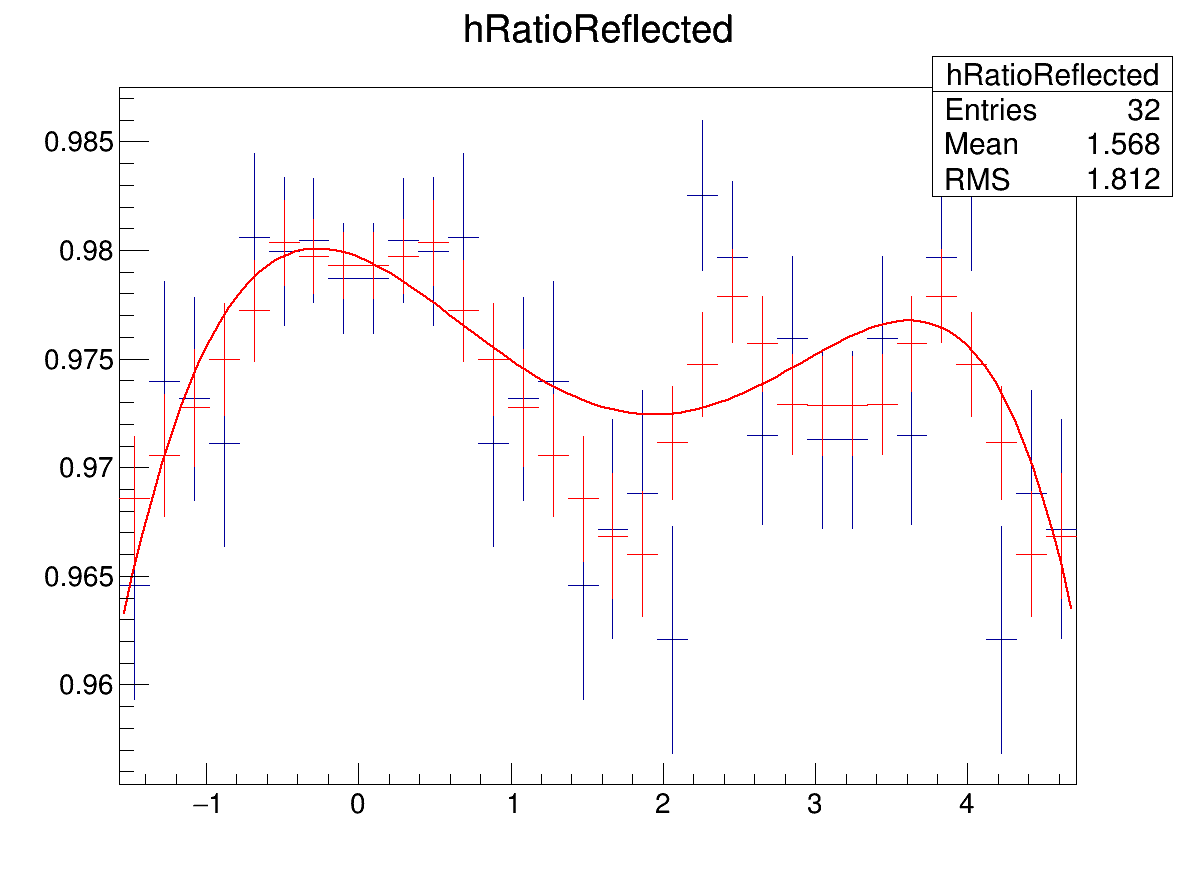 hRatioReflected
hRatioReflected
Entries 32
Mean 1.568
RMS 1.812
0.985
0.98
0.975
0.97
0.965
0.96
−1 0 1 2 3 4